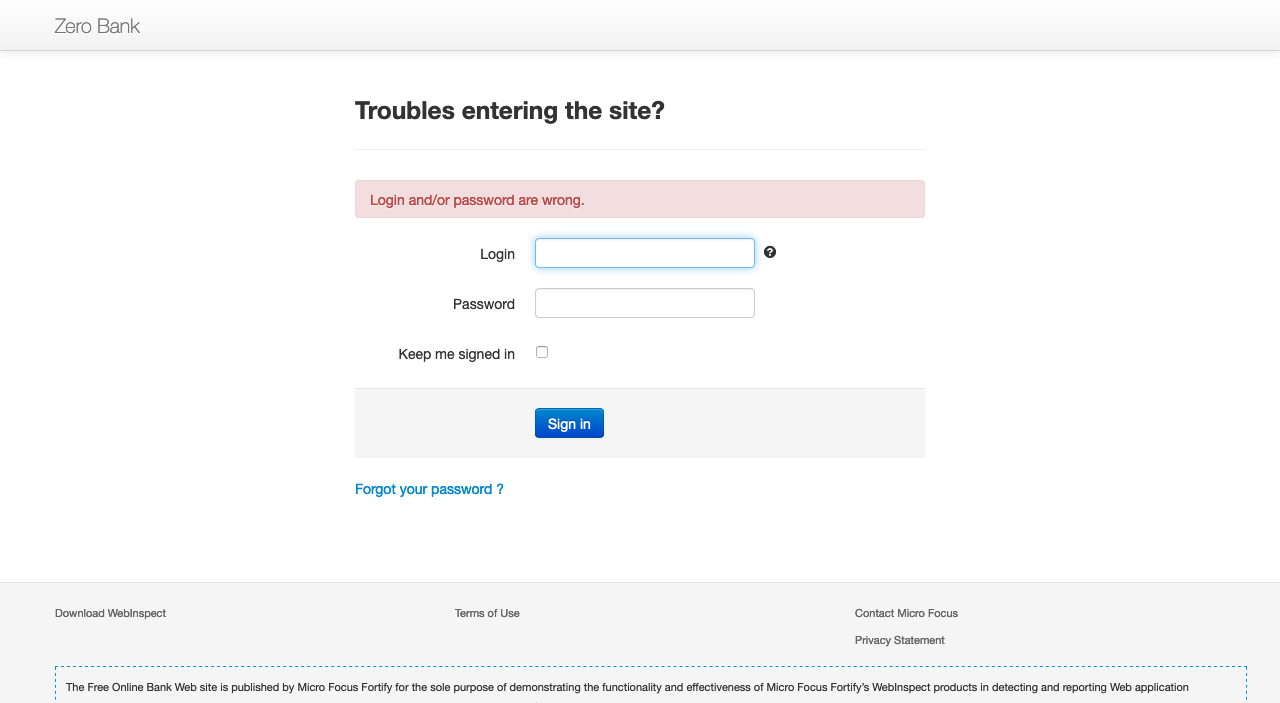 Zero Bank
Troubles entering the site?
Login and/or password are wrong.
Login
Password
Keep me signed in
Sign in
Forgot your password ?
Download WebInspect
Terms of Use
Contact Micro Focus
Privacy Statement
The Free Online Bank Web site is published by Micro Focus Fortify for the sole purpose of demonstrating the functionality and effectiveness of Micro Focus Fortify's WebInspect products in detecting and reporting Web application